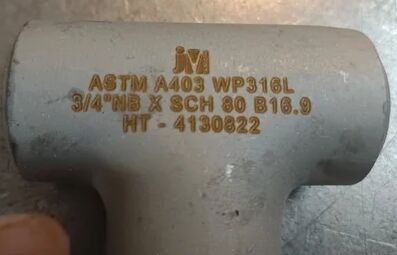 ASTM A403 WP316L
3/4"NB X SCH 80 B16.9
HT - 4130822